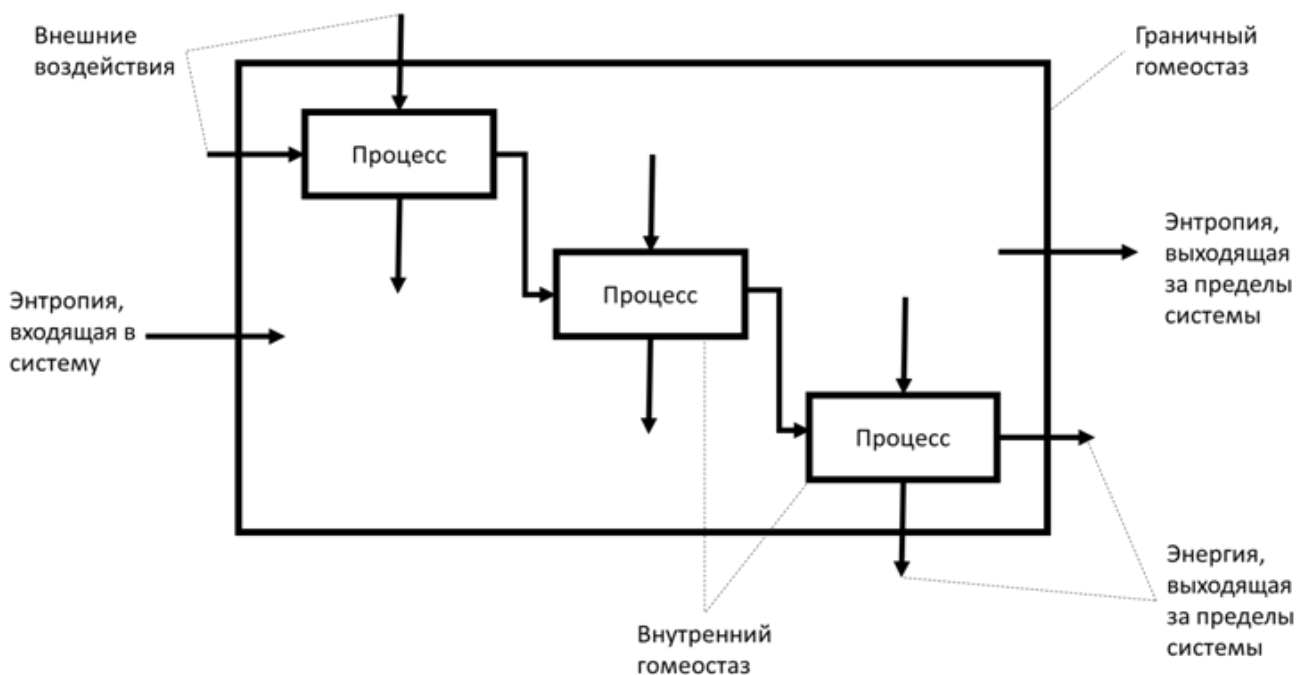 Внешние
воздействия
Граничный
гомеостаз
Процесс
Энтропия,
выходящая
за пределы
системы
Процесс
Энтропия,
входящая в
систему
Процесс
Энергия,
выходящая
за пределы
системы
Внутренний
гомеостаз